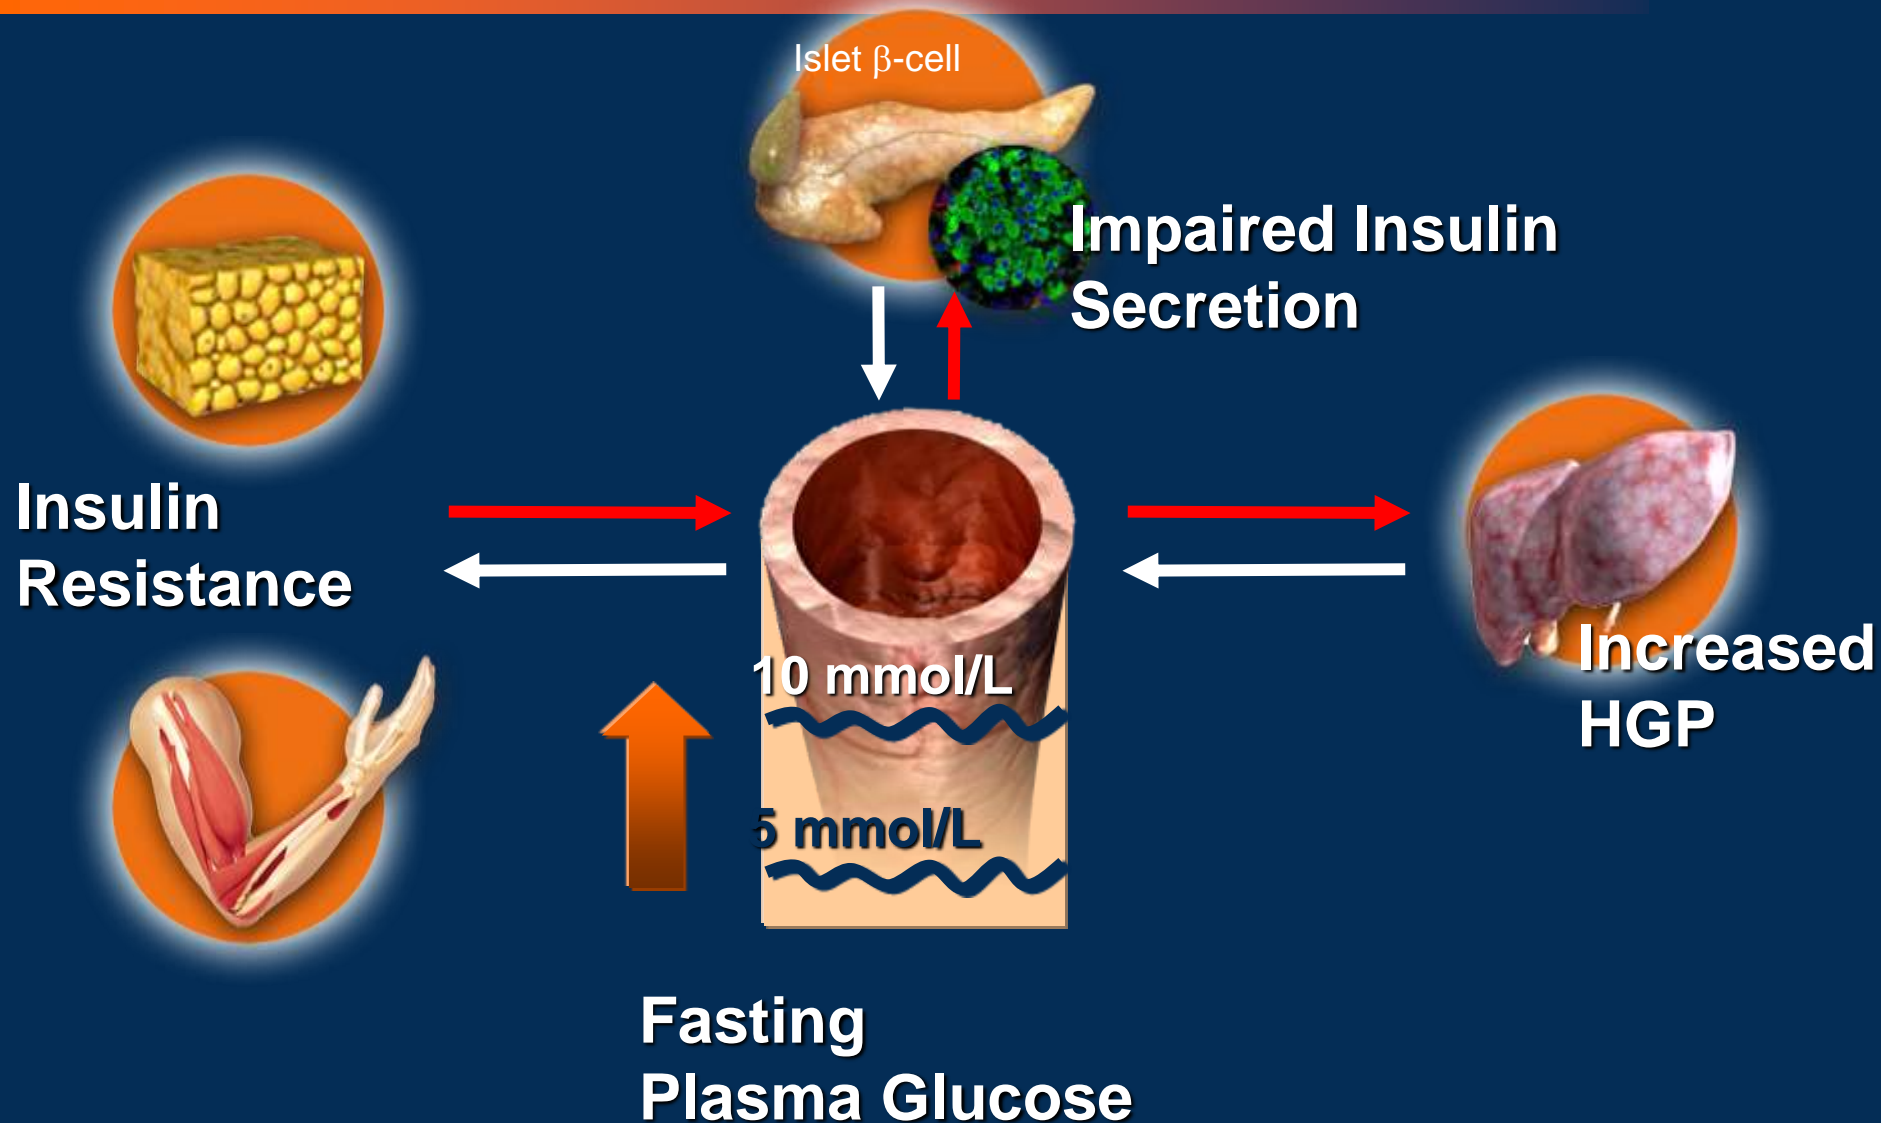 Islet β-cell
Impaired Insulin
Secretion
Insulin
Resistance
Increased
HGP
10 mmol/L
5 mmol/L
Fasting
Plasma Glucose